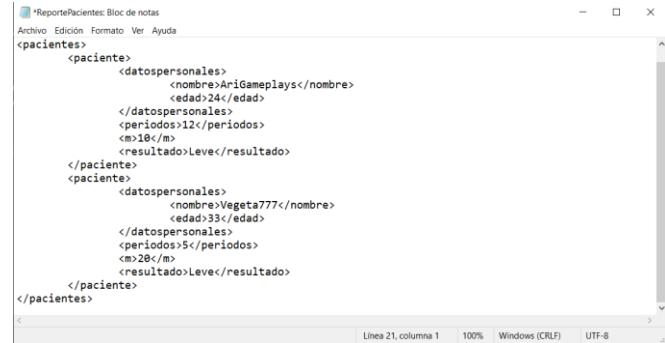 *ReportePacientes: Bloc de notas
Archivo Edición Formato Ver Ayuda
<pacientes>
<paciente>
<datospersonales>
<nombre>AriGameplays</nombre>
<edad>24</edad>
</datospersonales>
<periodos>12</periodos>
<m>10</m>
<resultado>Leve</resultado>
</paciente>
<paciente>
<datospersonales>
<nombre>Vegeta777</nombre>
<edad>33</edad>
</datospersonales>
<periodos>5</periodos>
<m>20</m>
<resultado>Leve</resultado>
</paciente>
</pacientes>
Línea 21, columna 1 100% Windows (CRLF) UTF-8